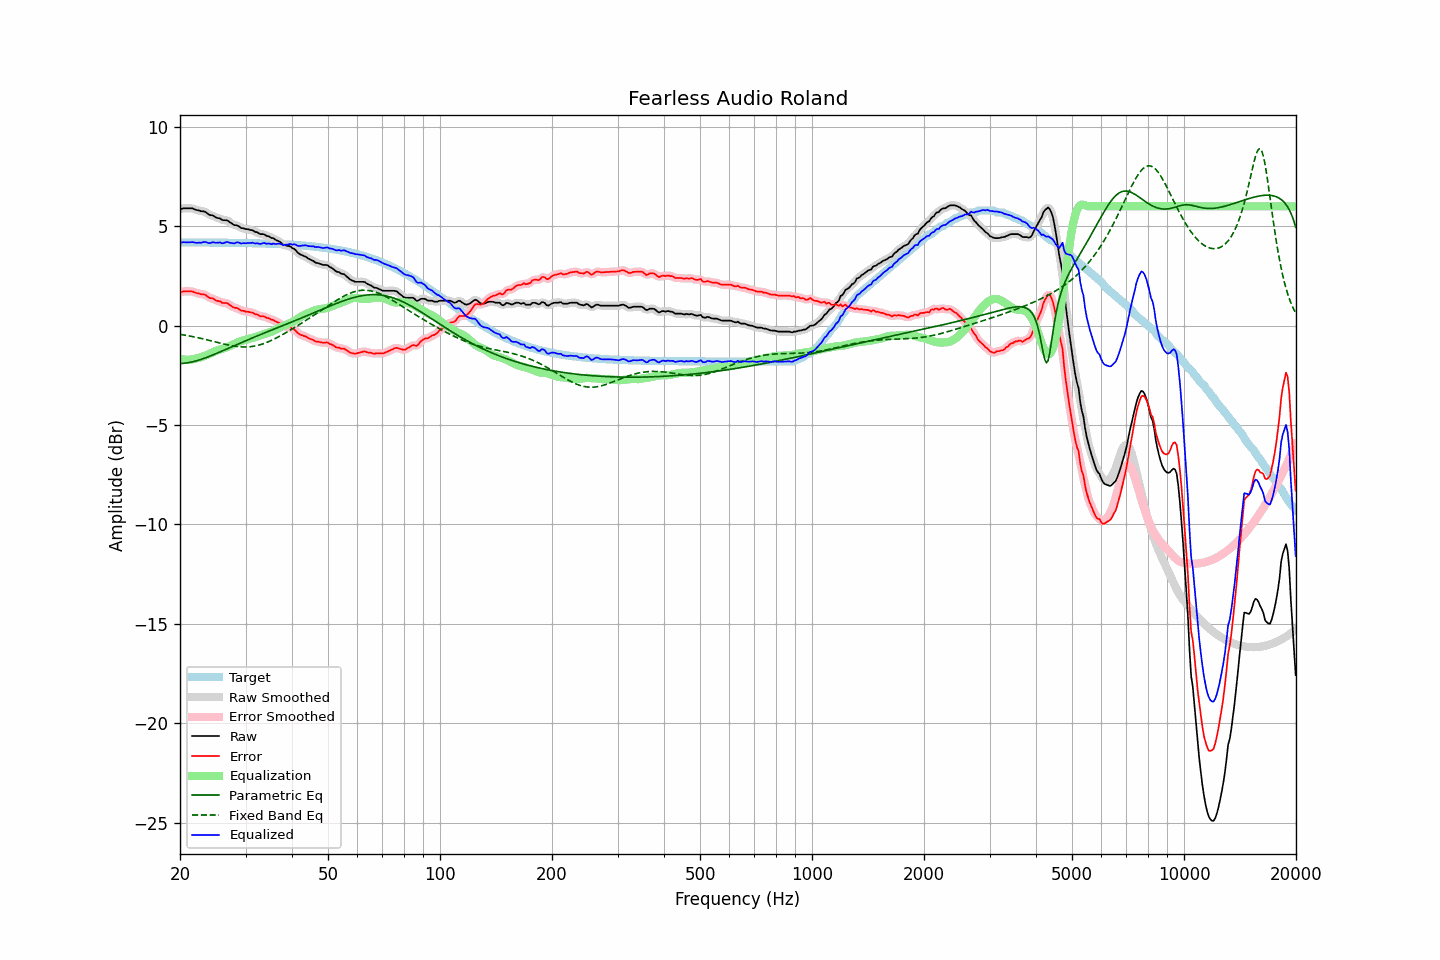 Fearless Audio Roland
10
5
0
−5
−10
−15
−20
−25
Amplitude (dBr)
Target
Raw Smoothed
Error Smoothed
Raw
Error
Equalization
Parametric Eq
Fixed Band Eq
Equalized
20
50
100
200
500
1000
2000
5000
10000
20000
Frequency (Hz)